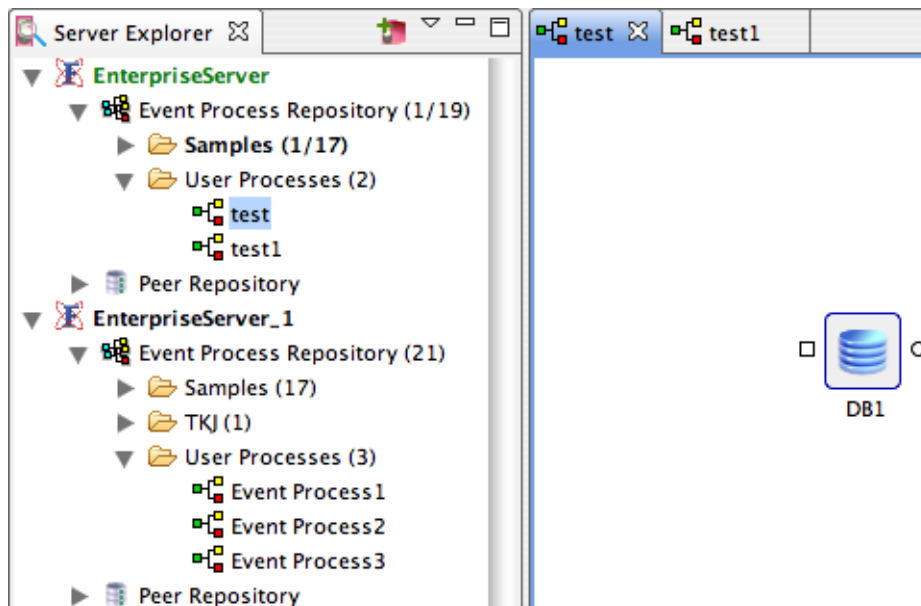 Server Explorer
test
test1
EnterpriseServer
Event Process Repository (1/19)
Samples (1/17)
User Processes (2)
test
test1
Peer Repository
EnterpriseServer_1
Event Process Repository (21)
Samples (17)
TKJ (1)
User Processes (3)
Event Process1
Event Process2
Event Process3
Peer Repository
DB1